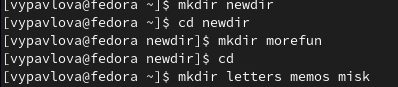 [vypavlova@fedora ~]$ mkdir newdir
[vypavlova@fedora ~]$ cd newdir
[vypavlova@fedora newdir]$ mkdir morefun
[vypavlova@fedora newdir]$ cd
[vypavlova@fedora ~]$ mkdir letters memos misk